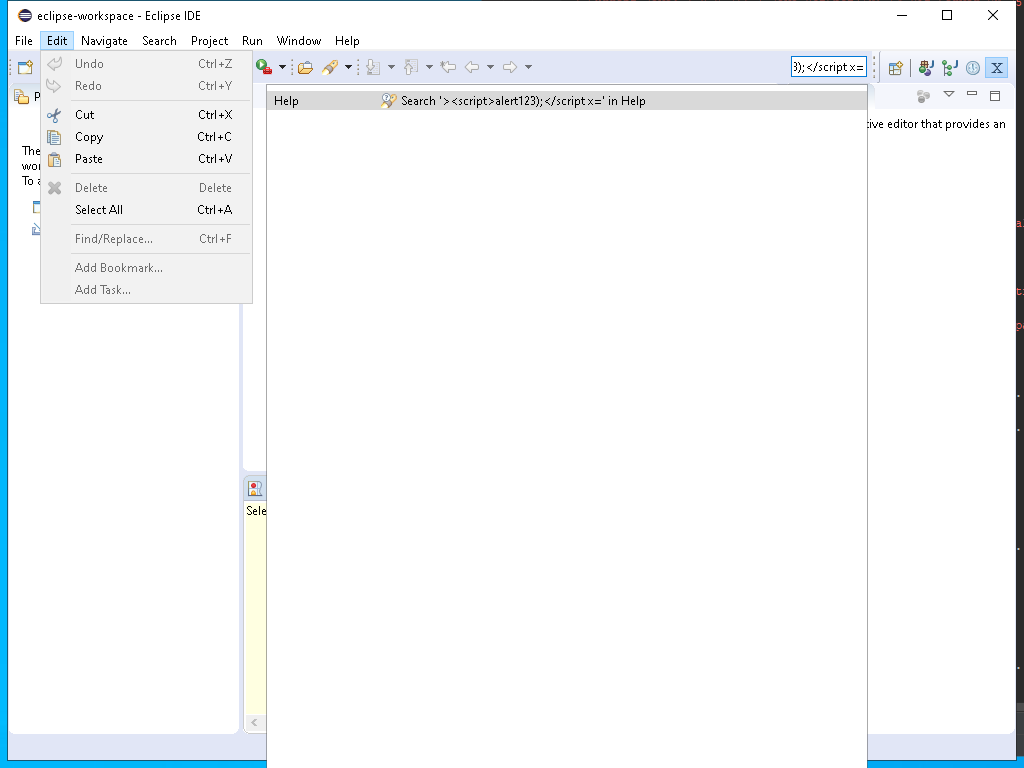 eclipse-workspace - Eclipse IDE
File Edit Navigate Search Project Run Window Help
3);</script x=
Undo Ctrl+Z
Redo Ctrl+Y
Cut Ctrl+X
Copy Ctrl+C
Paste Ctrl+V
Delete Delete
Select All Ctrl+A
Find/Replace... Ctrl+F
Add Bookmark...
Add Task...
Help Search '><script>alert123);</script x=' in Help
P
editor that provides an
The
To a
Sele